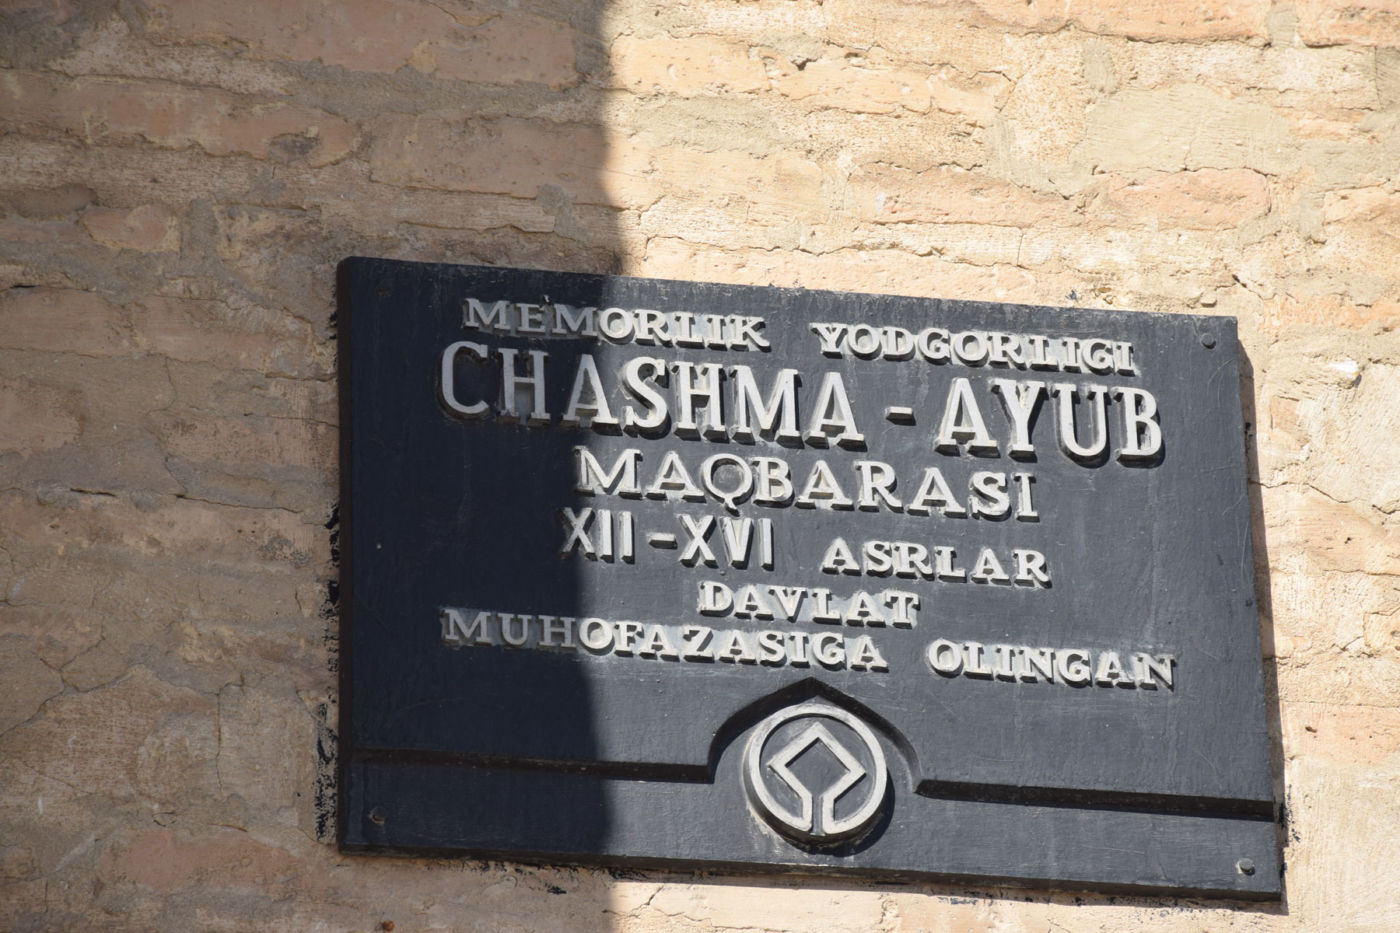 MEMORLIK YODGORLIGI
CHASHMA-AYUB
MAQBARASI
XII-XVI ASRLAR
DAVLAT
MUHOFAZASIGA OLINGAN